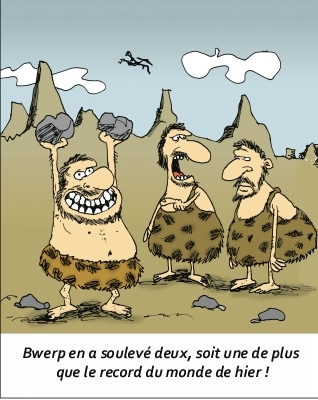 Bwerp en a soulevé deux, soit une de plus
que le record du monde de hier !